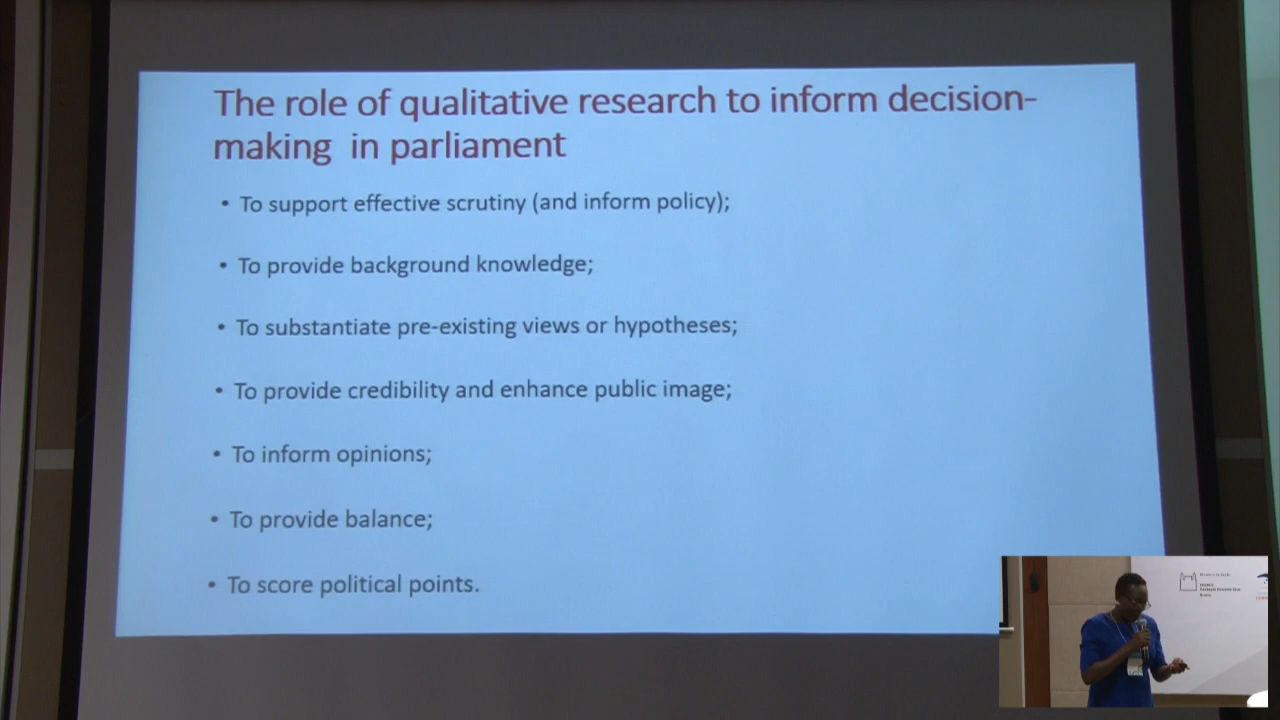 The role of qualitative research to inform decision-
making in parliament
• To support effective scrutiny (and inform policy);
• To provide background knowledge;
• To substantiate pre-existing views or hypotheses;
• To provide credibility and enhance public image;
• To inform opinions;
• To provide balance;
• To score political points.